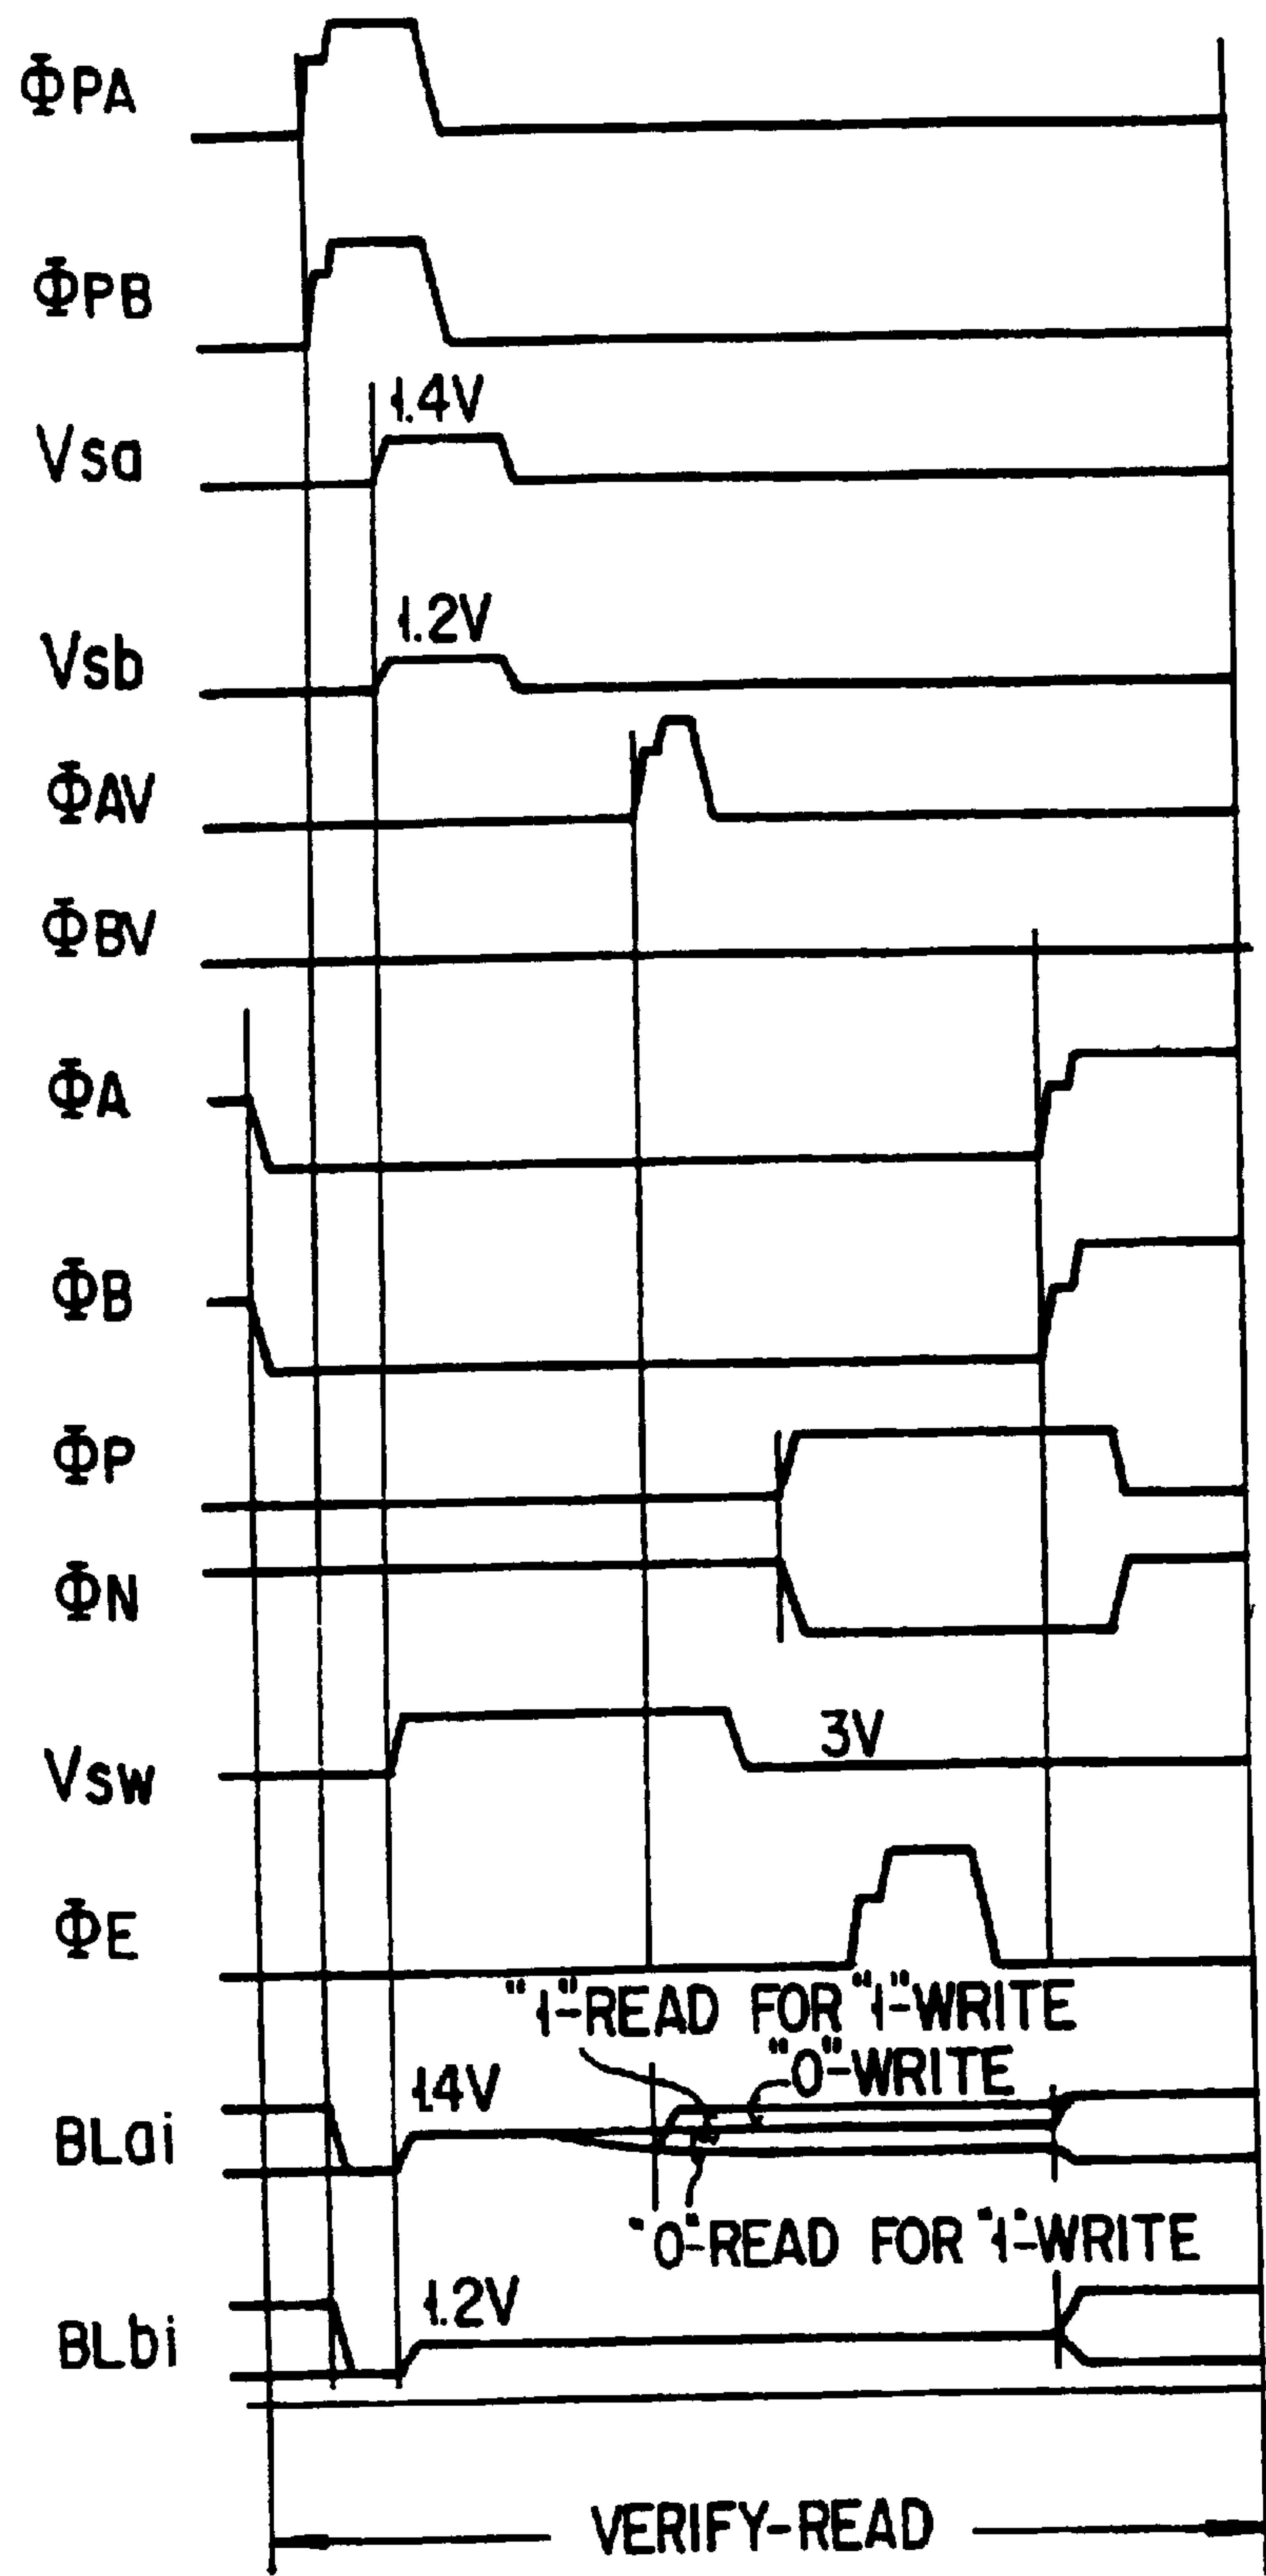 ΦPA
ΦPB
1.4V
Vsa
1.2V
Vsb
ΦAV
ΦBV
ΦA
ΦB
ΦP
ΦN
3V
Vsw
ΦE
"1"-READ FOR "1"-WRITE
"0"-WRITE
1.4V
BLai
"0"-READ FOR "1"-WRITE
1.2V
BLbi
VERIFY-READ